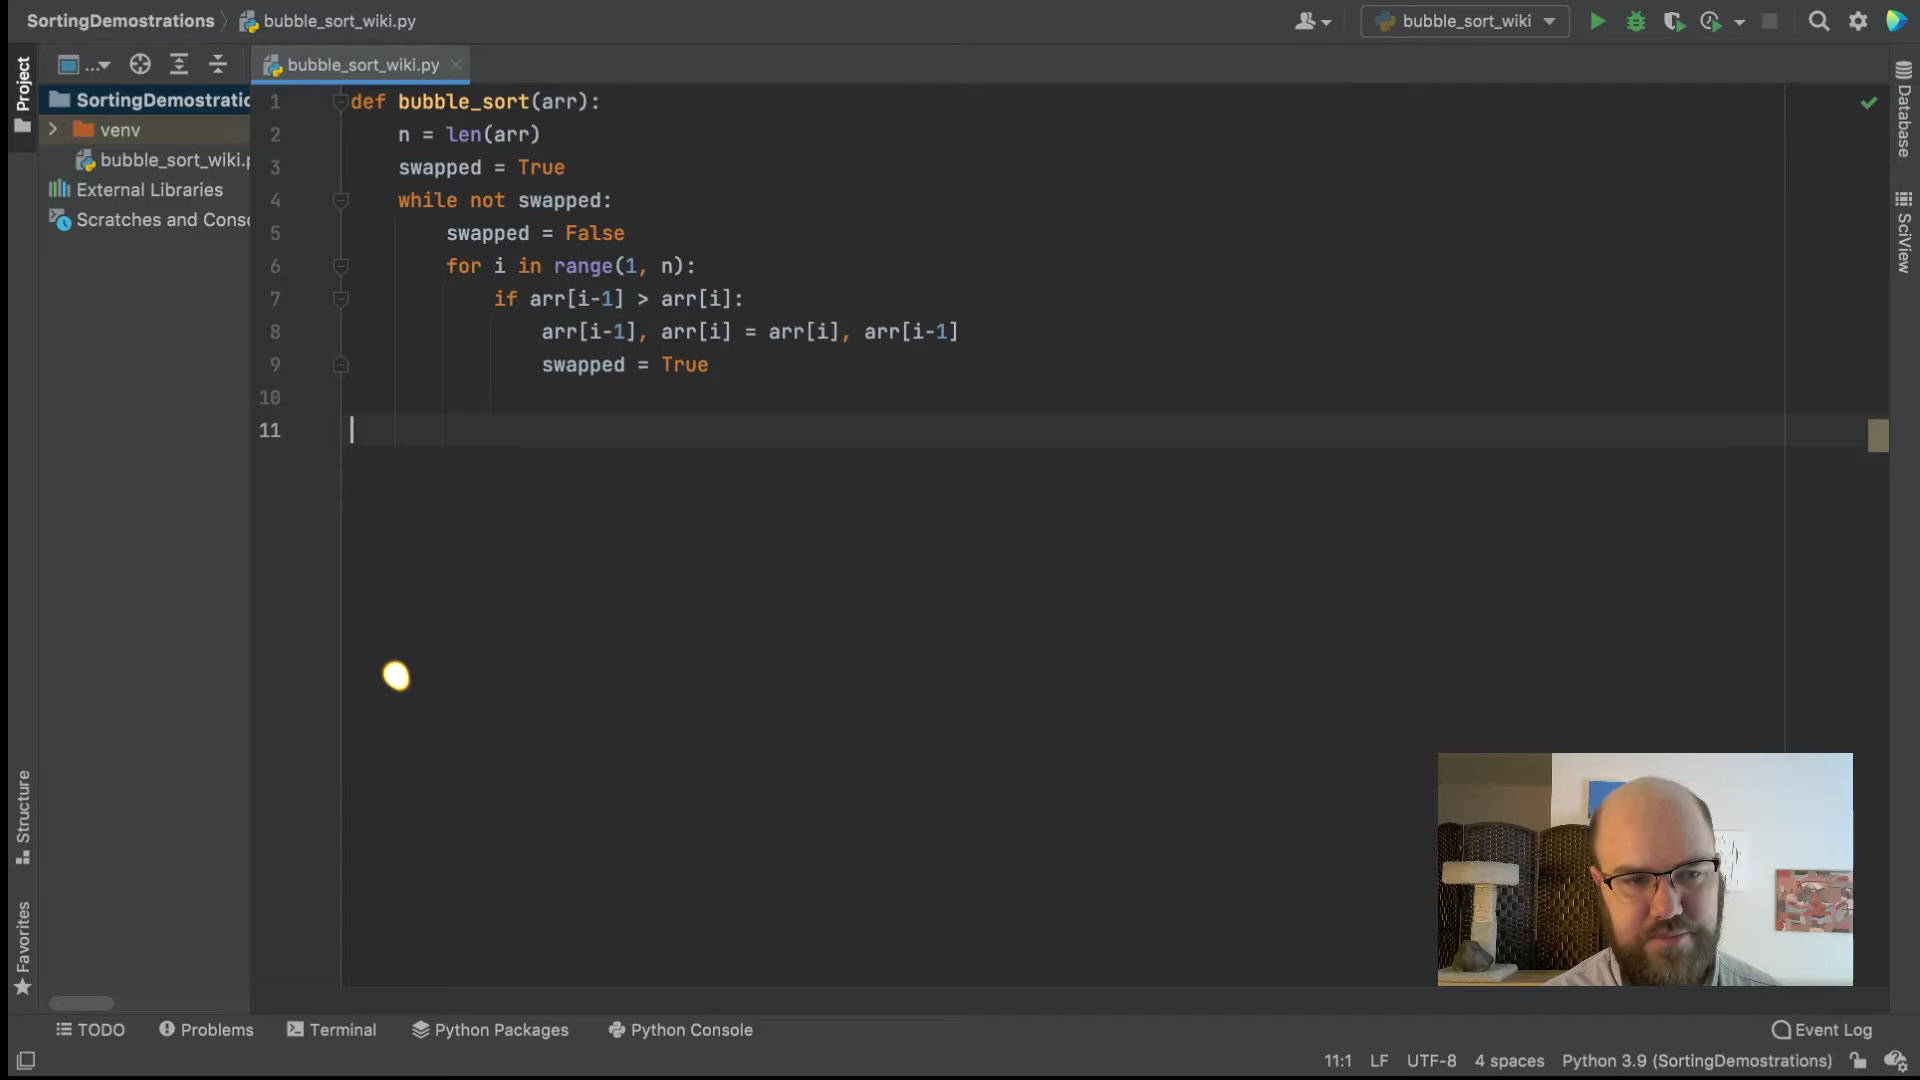 SortingDemostrations
bubble_sort_wiki.py
bubble_sort_wiki
Project
...
bubble_sort_wiki.py
SortingDemostratio
venv
bubble_sort_wiki.p
External Libraries
Scratches and Conso
1 def bubble_sort(arr):
2 n = len(arr)
3 swapped = True
4 while not swapped:
5 swapped = False
6 for i in range(1, n):
7 if arr[i-1] > arr[i]:
8 arr[i-1], arr[i] = arr[i], arr[i-1]
9 swapped = True
10
11
Database
SciView
Structure
Favorites
TODO
Problems
Terminal
Python Packages
Python Console
Event Log
11:1 LF UTF-8 4 spaces Python 3.9 (SortingDemostrations)